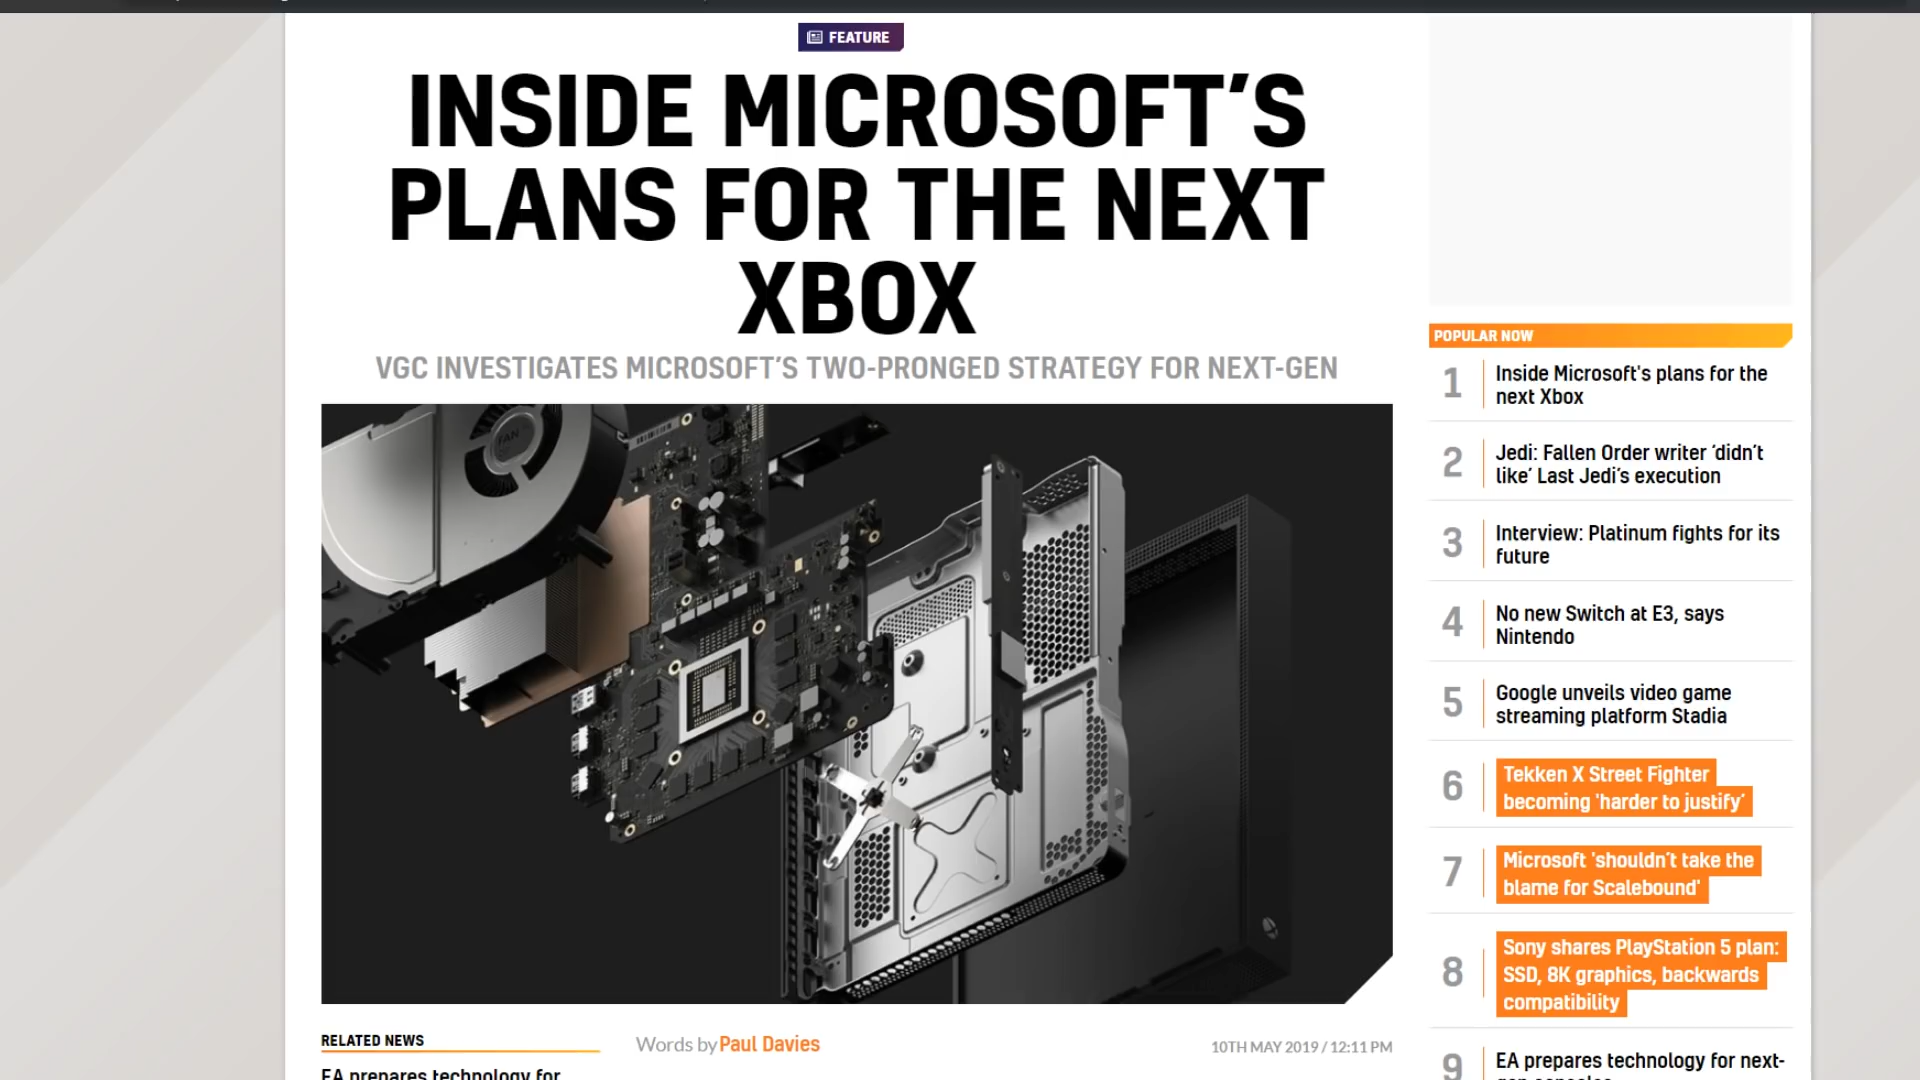 FEATURE
INSIDE MICROSOFT'S
PLANS FOR THE NEXT
XBOX
VGC INVESTIGATES MICROSOFT'S TWO-PRONGED STRATEGY FOR NEXT-GEN
FAN
RELATED NEWS
Words by Paul Davies
10TH MAY 2019 / 12:11 PM
EA prepares technology for
POPULAR NOW
1
Inside Microsoft's plans for the
next Xbox
2
Jedi: Fallen Order writer ‘didn’t
like’ Last Jedi’s execution
3
Interview: Platinum fights for its
future
4
No new Switch at E3, says
Nintendo
5
Google unveils video game
streaming platform Stadia
6
Tekken X Street Fighter
becoming ‘harder to justify’
7
Microsoft ‘shouldn’t take the
blame for Scalebound’
8
Sony shares PlayStation 5 plan:
SSD, 8K graphics, backwards
compatibility
9
EA prepares technology for next-